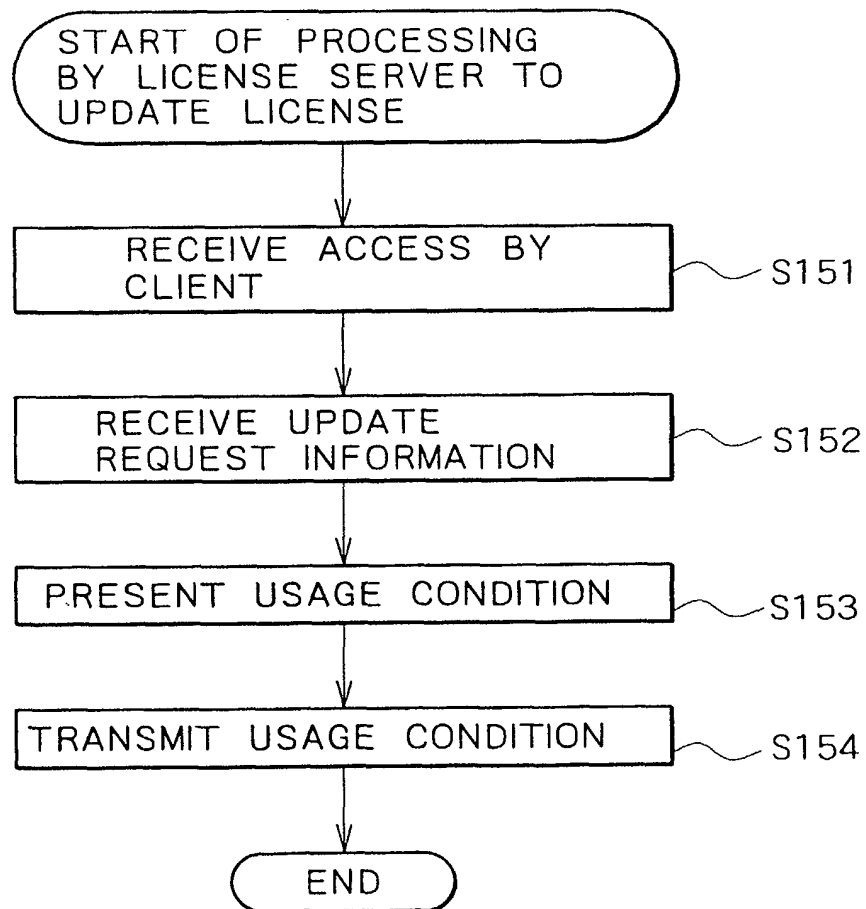 START OF PROCESSING
BY LICENSE SERVER TO
UPDATE LICENSE
RECEIVE ACCESS BY
CLIENT
S151
RECEIVE UPDATE
REQUEST INFORMATION
S152
PRESENT USAGE CONDITION
S153
TRANSMIT USAGE CONDITION
S154
END